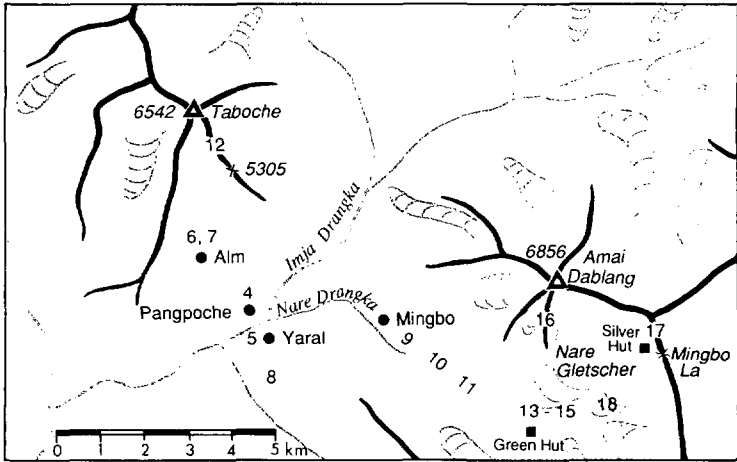 6542 Taboche
12
5305
6, 7
Alm
Imja Drangka
6856 Amai
Dablang
4
Nare Drangka
Pangpoche
Mingbo
5 Yaral
16
17
Silver
Hut
9
Nare
Gletscher
Mingbo
La
10
11
8
13 - 15
18
Green Hut
0 1 2 3 4 5
km